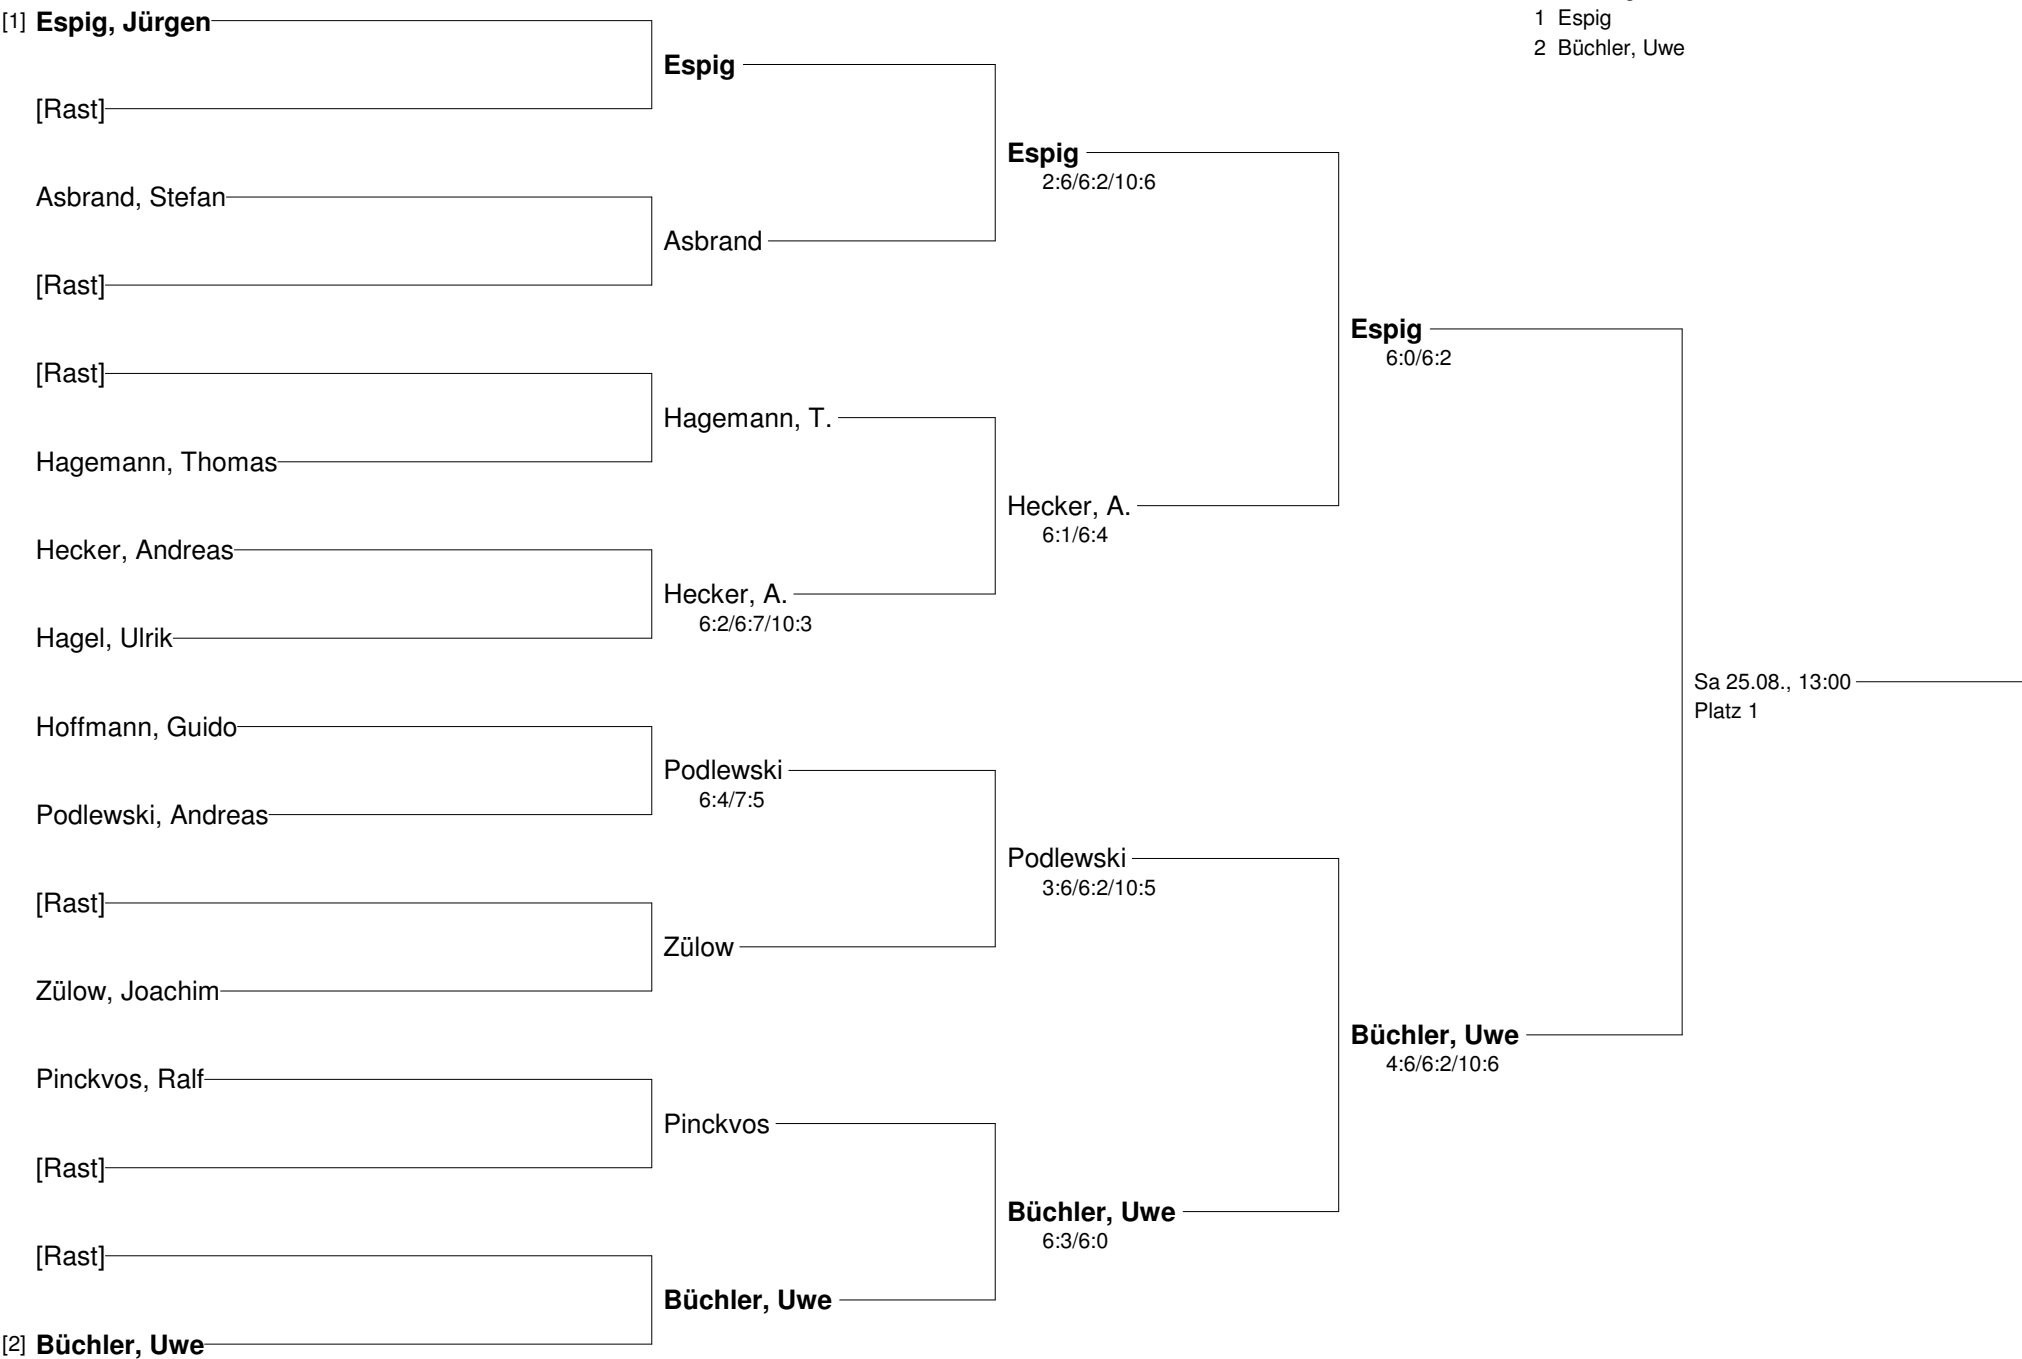 1 Espig
2 Büchler, Uwe
[1] Espig, Jürgen
[Rast]
Asbrand, Stefan
[Rast]
[Rast]
Hagemann, Thomas
Hecker, Andreas
Hagel, Ulrik
Hoffmann, Guido
Podlewski, Andreas
[Rast]
Zülow, Joachim
Pinckvos, Ralf
[Rast]
[Rast]
[2] Büchler, Uwe
Espig
Asbrand
Hagemann, T.
Hecker, A.
6:2/6:7/10:3
Podlewski
6:4/7:5
Zülow
Pinckvos
Büchler, Uwe
Espig
2:6/6:2/10:6
Hecker, A.
6:1/6:4
Podlewski
3:6/6:2/10:5
Büchler, Uwe
6:3/6:0
Espig
6:0/6:2
Büchler, Uwe
4:6/6:2/10:6
Sa 25.08., 13:00
Platz 1